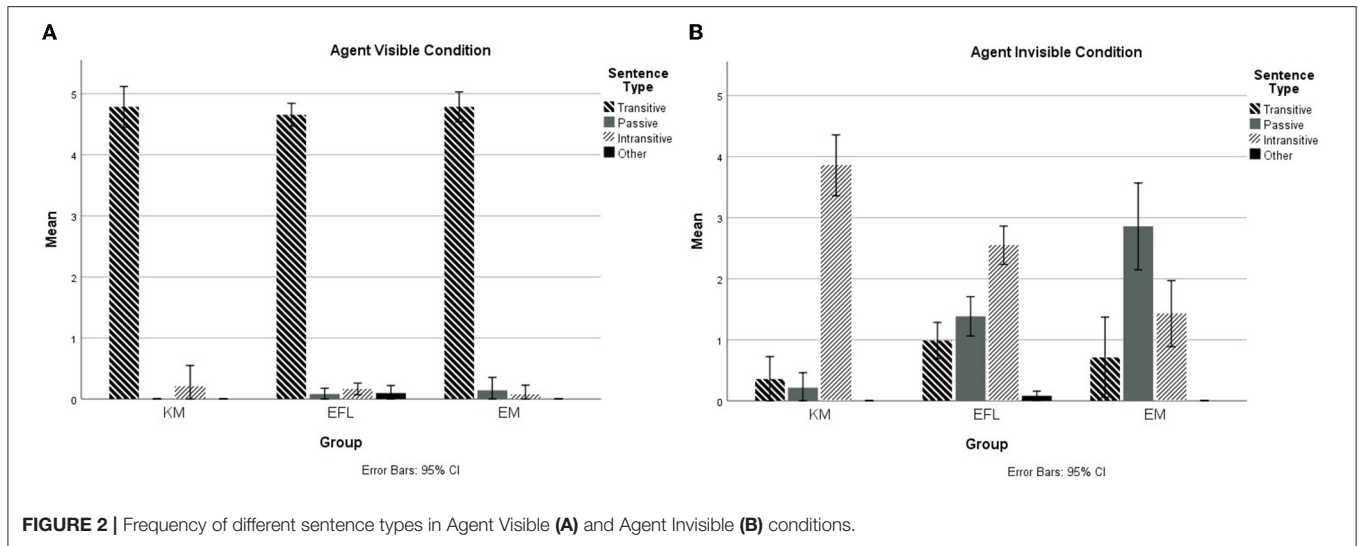 A
Agent Visible Condition
Sentence
Type
Transitive
Passive
Intransitive
Other
Mean
5
4
3
2
1
0
KM EFL EM
Group
Error Bars: 95% CI
B
Agent Invisible Condition
Sentence
Type
Transitive
Passive
Intransitive
Other
Mean
5
4
3
2
1
0
KM EFL EM
Group
Error Bars: 95% CI
FIGURE 2 | Frequency of different sentence types in Agent Visible (A) and Agent Invisible (B) conditions.